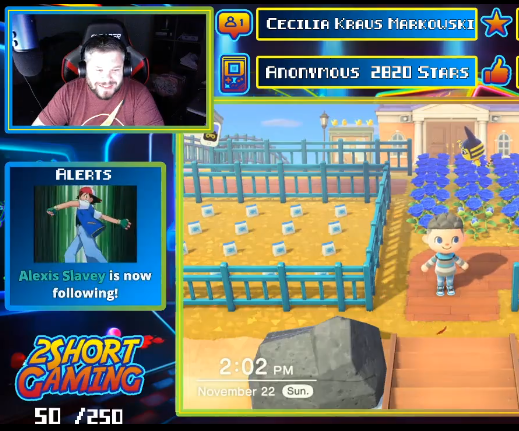 1
Cecilia Kraus Markowski
Anonymous 2820 Stars
Alerts
Alexis Slavey is now
following!
2Short
Gaming
50 /250
2:02 PM
November 22 Sun.